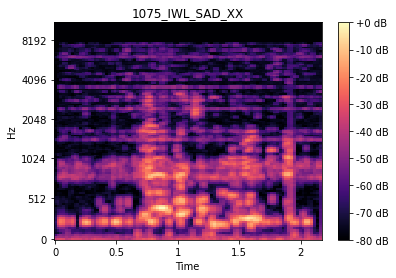 1075_IWL_SAD_XX
+0 dB
8192
-10 dB
4096
-20 dB
-30 dB
2048
Hz
-40 dB
1024
-50 dB
512
-60 dB
-70 dB
0
-80 dB
0
0.5
1
1.5
2
Time